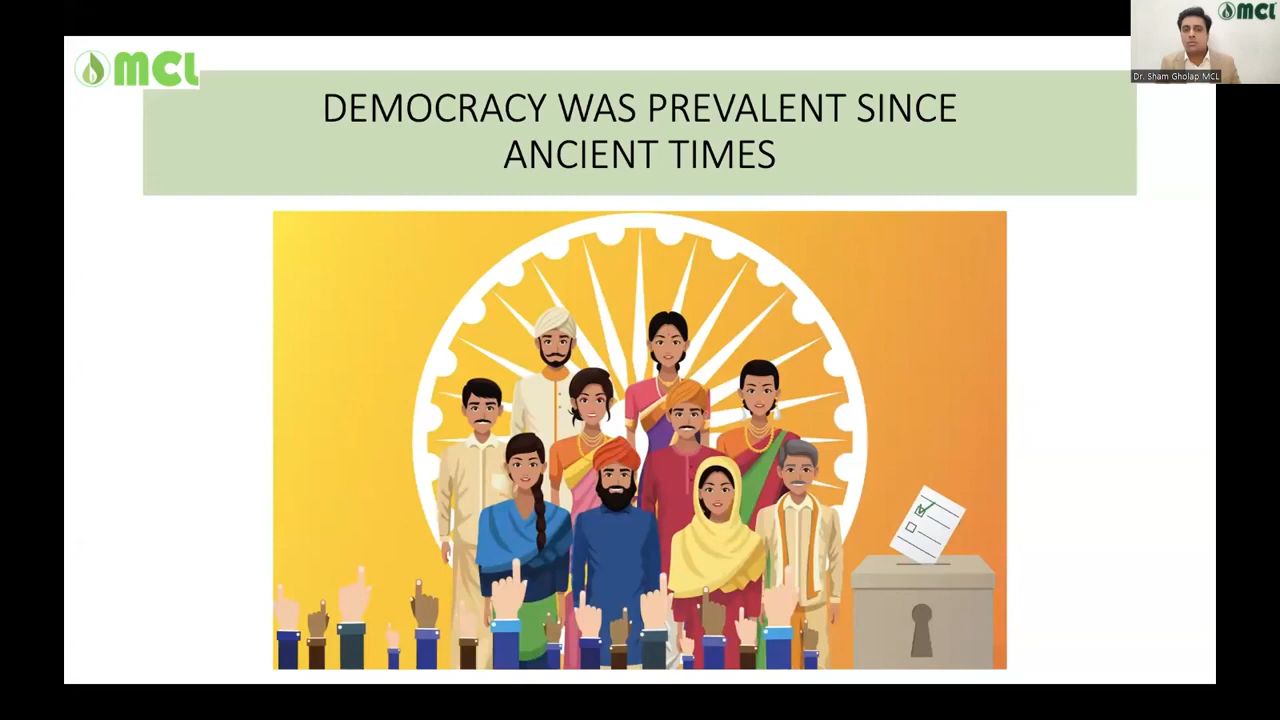 mcl
DEMOCRACY WAS PREVALENT SINCE
ANCIENT TIMES
mcl
Dr. Sham Gholap MCL